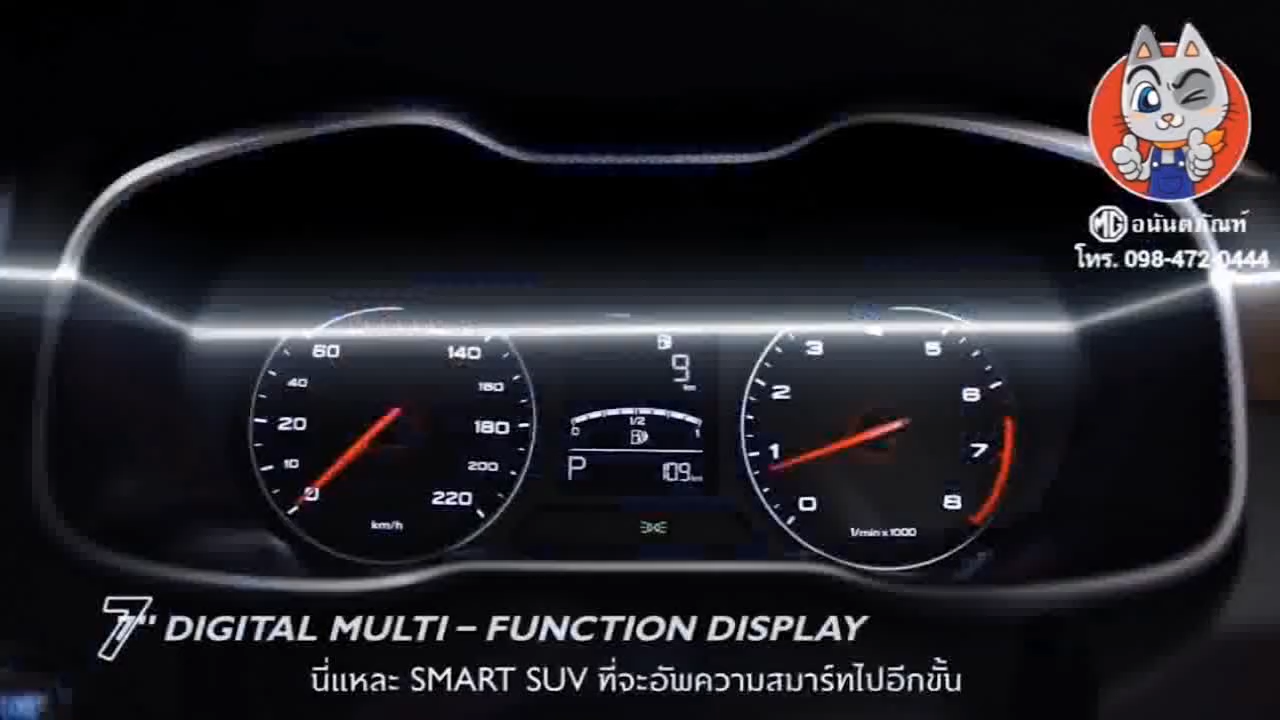 MG อนันตภัณฑ์
โทร. 098-472-0444
60
140
40
160
20
180
10
200
0
220
km/h
9
km
1/2
0
1
P
109 km
3
4
5
2
6
1
7
0
8
1/min x 1000
7" DIGITAL MULTI – FUNCTION DISPLAY
นี่แหละ SMART SUV ที่จะอัพความสมาร์ทไปอีกขั้น